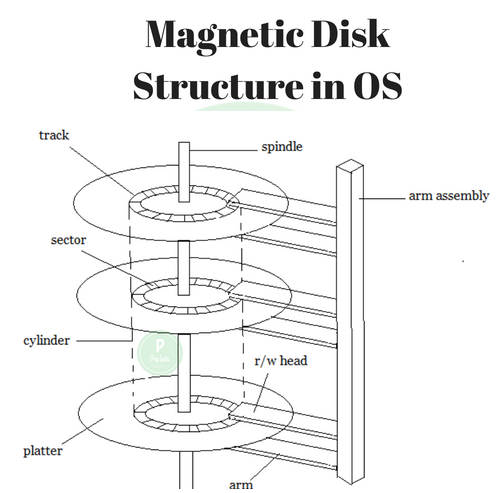 Magnetic Disk
Structure in OS
track
spindle
arm assembly
sector
cylinder
r/w head
platter
arm
P